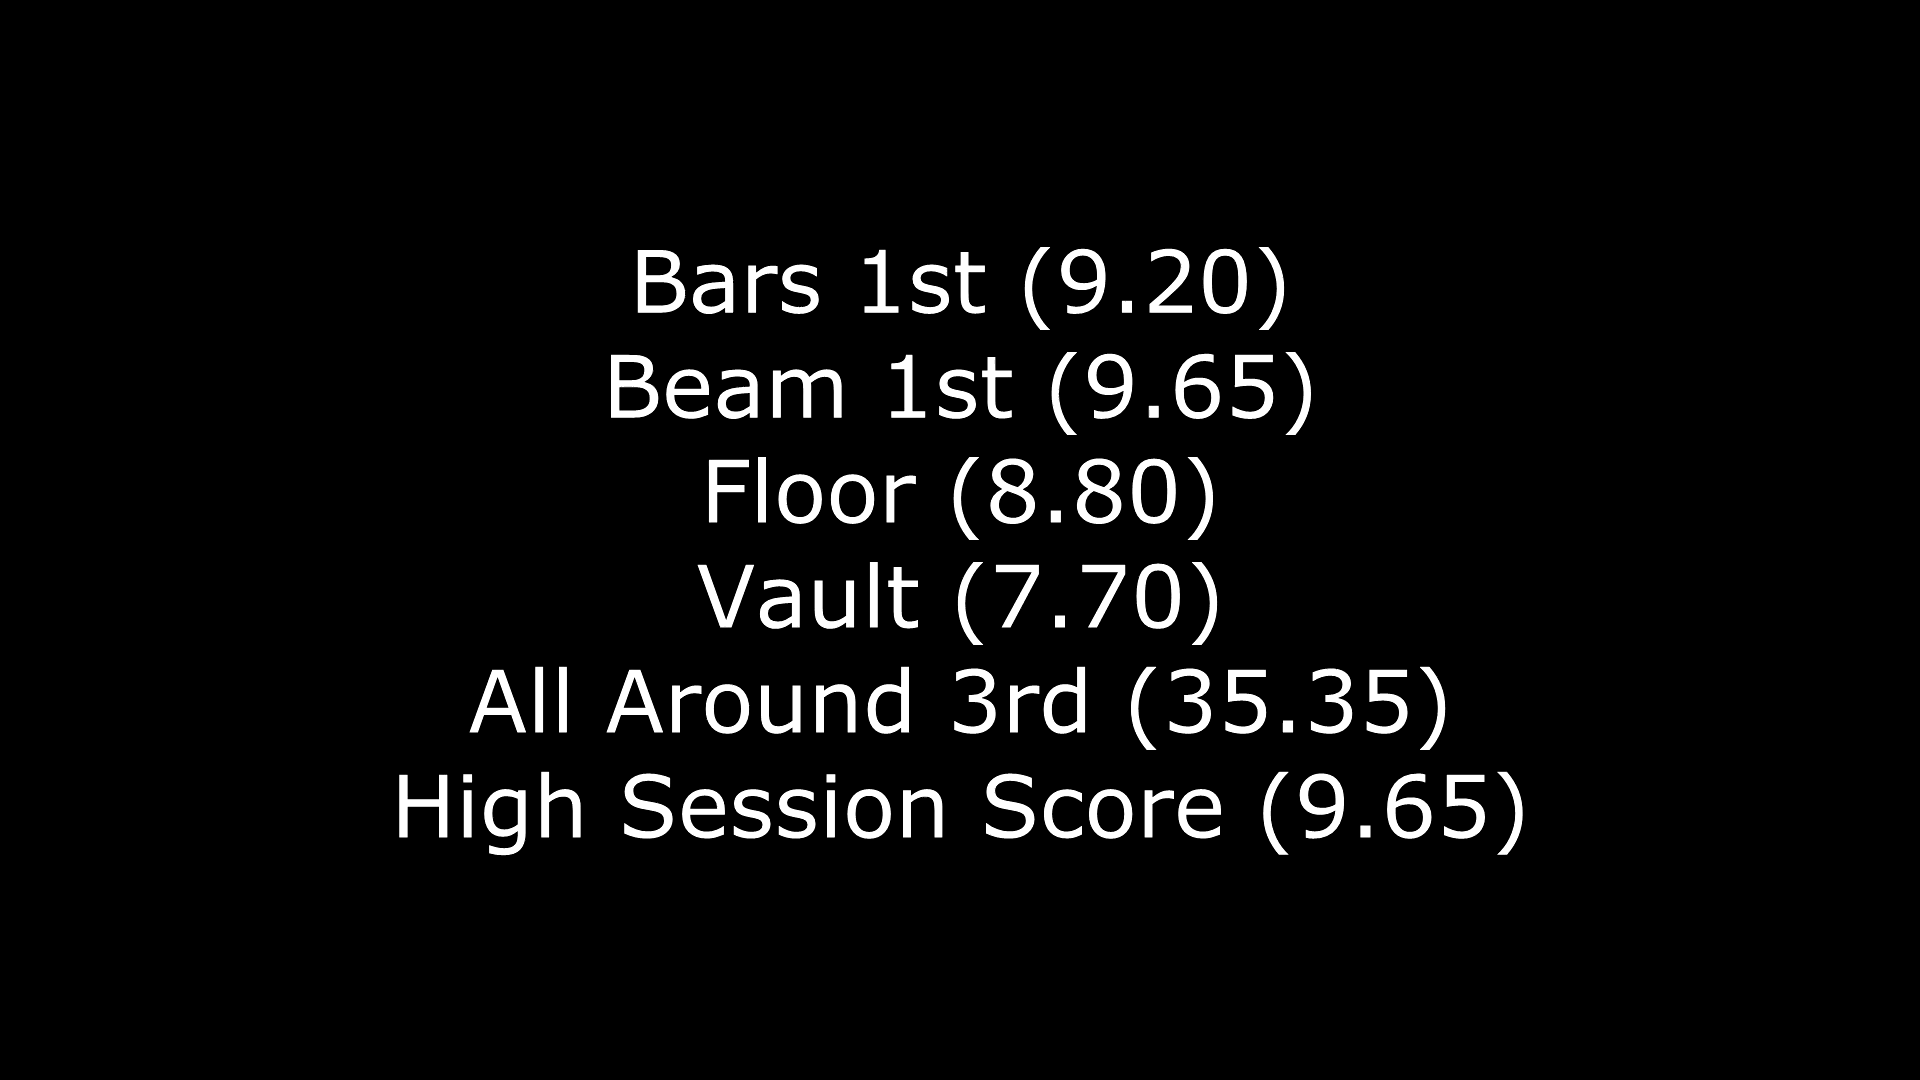 Bars 1st (9.20)
Beam 1st (9.65)
Floor (8.80)
Vault (7.70)
All Around 3rd (35.35)
High Session Score (9.65)